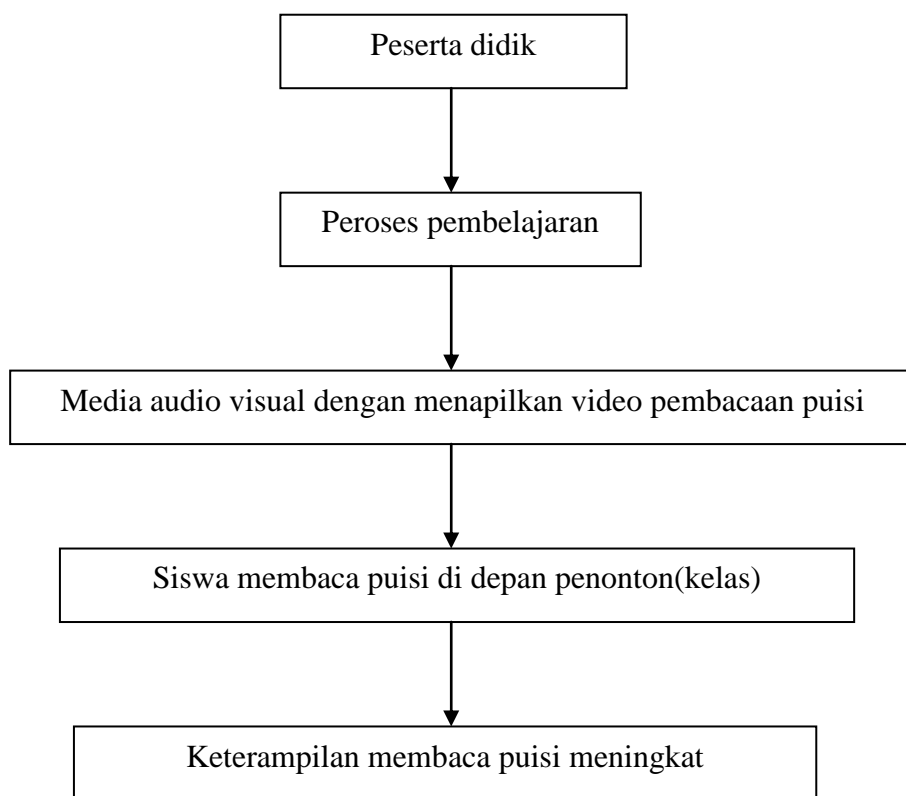 Peserta didik
Peroses pembelajaran
Media audio visual dengan menapilkan video pembacaan puisi
Siswa membaca puisi di depan penonton(kelas)
Keterampilan membaca puisi meningkat